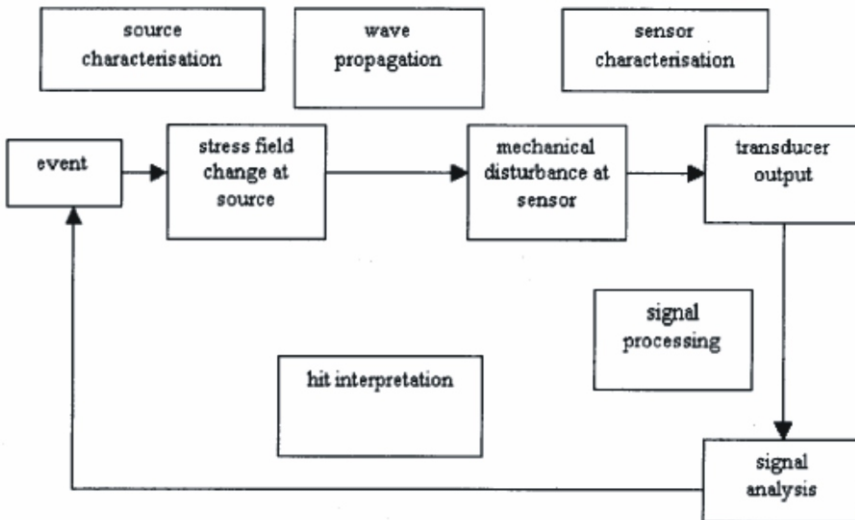 source
characterisation
wave
propagation
sensor
characterisation
event
stress field
change at
source
mechanical
disturbance at
sensor
transducer
output
signal
processing
hit interpretation
signal
analysis